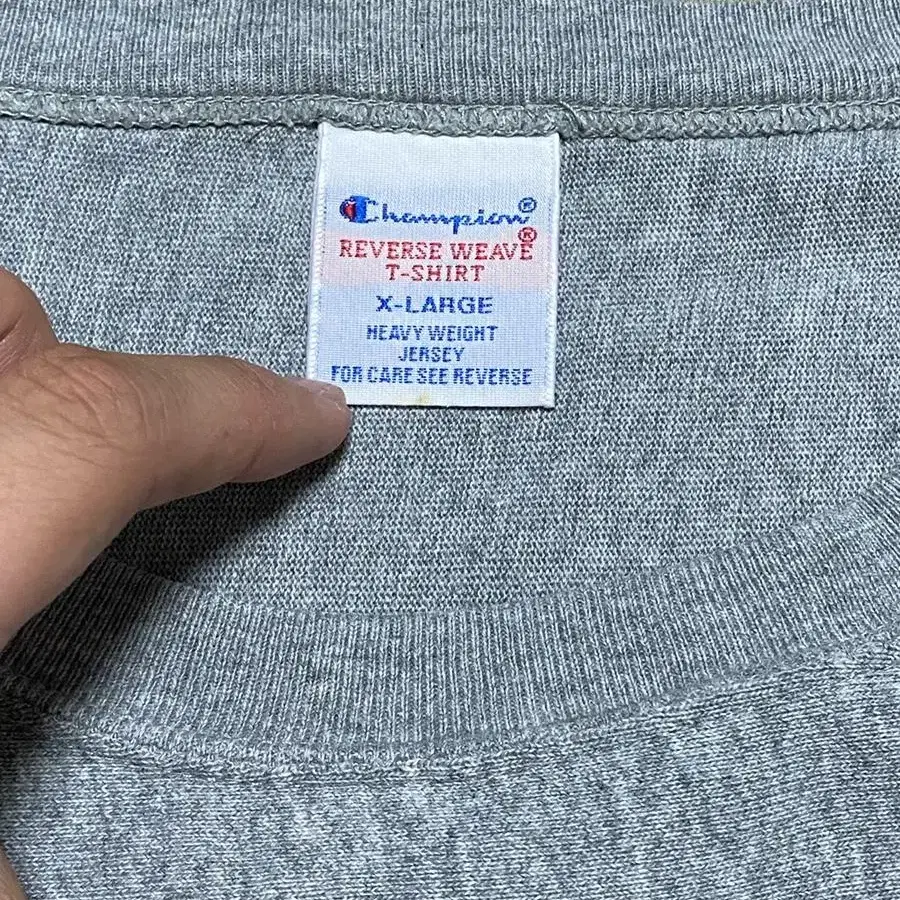 Champion®
REVERSE WEAVE®
T-SHIRT
X-LARGE
HEAVY WEIGHT
JERSEY
FOR CARE SEE REVERSE